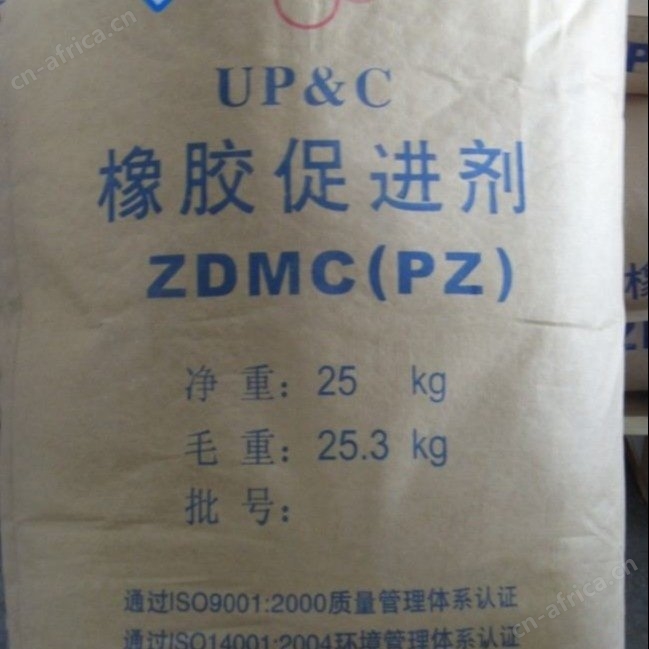 cn-africa.cn
UP&C
橡胶促进剂
ZDMC(PZ)
净重：25 kg
毛重：25.3 kg
批号：
通过ISO9001:2000质量管理体系认证
通过ISO14001:2004环境管理体系认证
cn-africa.cn